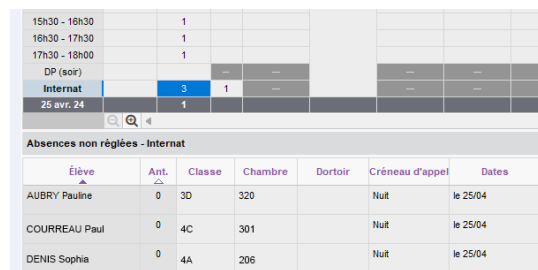 15h30 - 16h30 1
16h30 - 17h30 1
17h30 - 18h00 1
DP (soir) — — — — —
Internat 3 1 — — — —
25 avr. 24 1
Absences non réglées - Internat
Élève Ant. Classe Chambre Dortoir Créneau d'appel Dates
AUBRY Pauline 0 3D 320 Nuit le 25/04
COURREAU Paul 0 4C 301 Nuit le 25/04
DENIS Sophia 0 4A 206 Nuit le 25/04